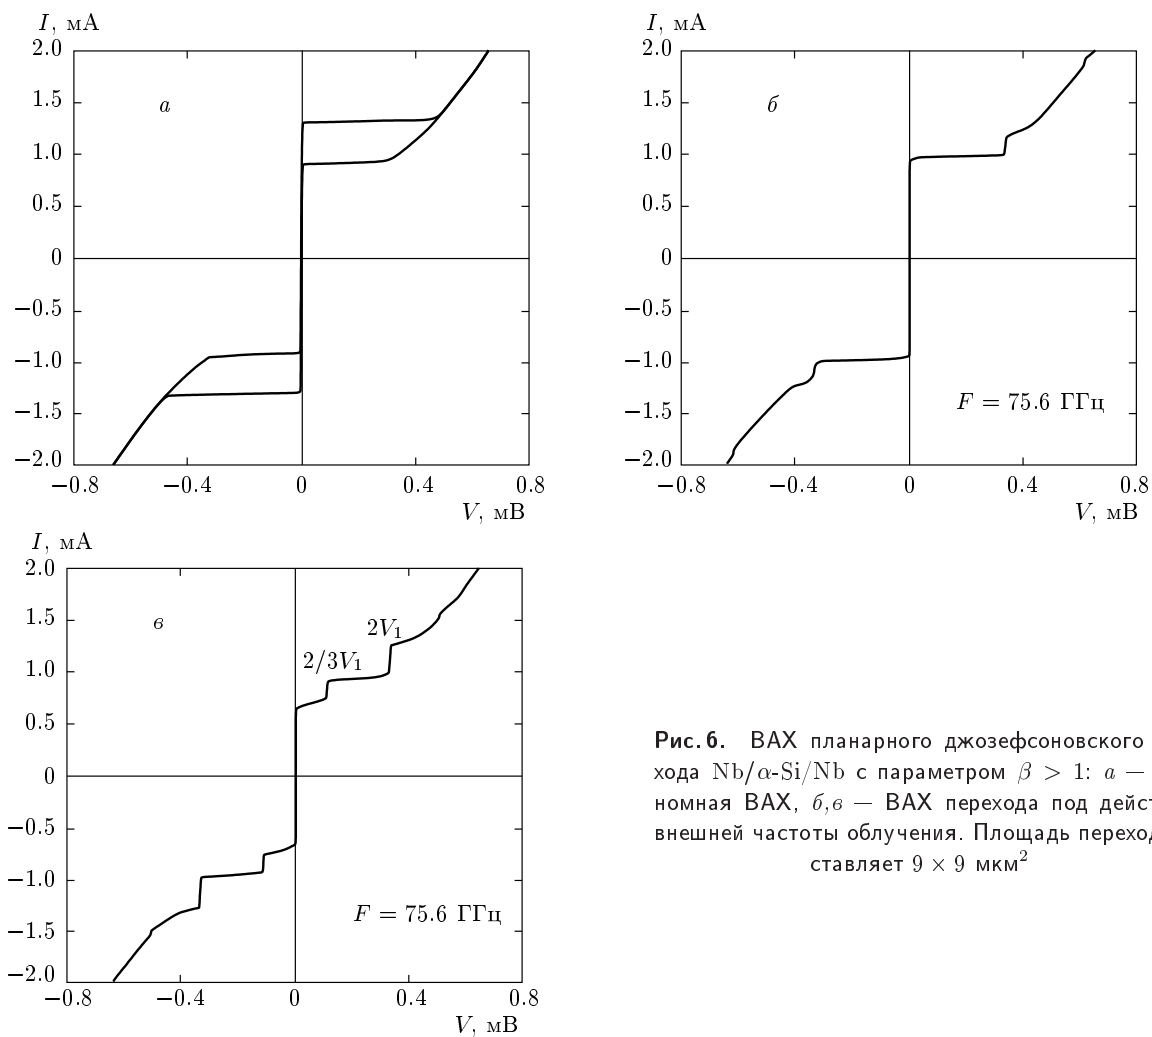 I, мА
2.0
1.5
1.0
0.5
0
−0.5
−1.0
−1.5
−2.0
а
−0.8
−0.4
0
0.4
0.8
V, мВ
I, мА
2.0
1.5
1.0
0.5
0
−0.5
−1.0
−1.5
−2.0
б
F = 75.6 ГГц
−0.8
−0.4
0
0.4
0.8
V, мВ
I, мА
2.0
1.5
1.0
0.5
0
−0.5
−1.0
−1.5
−2.0
в
2/3V₁
2V₁
F = 75.6 ГГц
−0.8
−0.4
0
0.4
0.8
V, мВ
Рис. 6. ВАХ планарного джозефсоновского
хода Nb/α-Si/Nb с параметром β > 1: а —
номная ВАХ, б,в — ВАХ перехода под дейст
внешней частоты облучения. Площадь переход
ставляет 9 × 9 мкм²